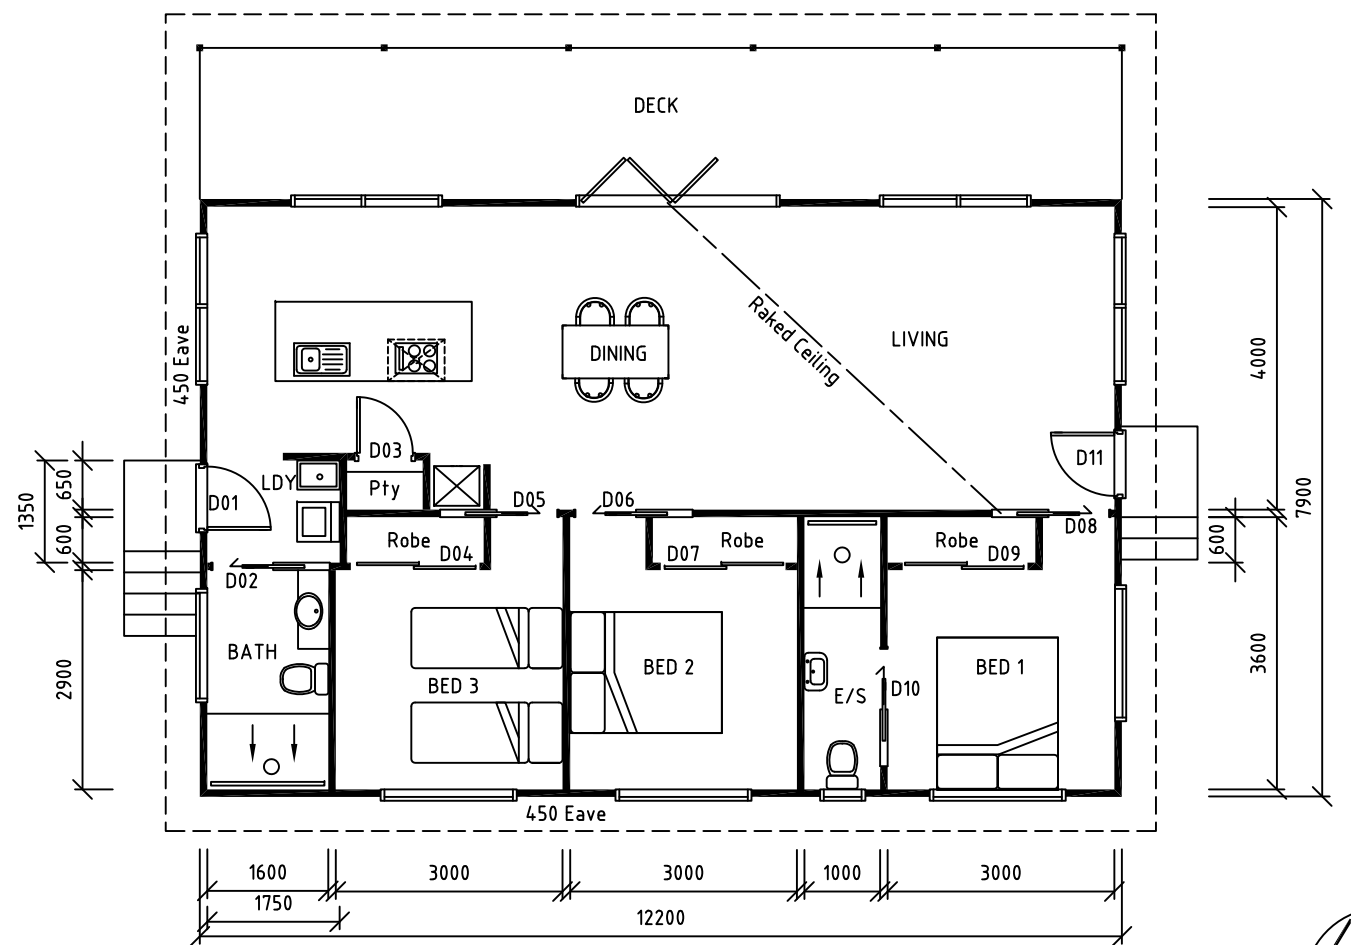 DECK
450 Eave
Raked Ceiling
LIVING
DINING
4000
7900
D03
D11
LDY
D01
Pty
650
1350
D05
D06
D08
600
600
Robe
D04
D07
Robe
Robe
D09
D02
BATH
BED 3
BED 2
E/S
D10
BED 1
2900
3600
450 Eave
1600
3000
3000
1000
3000
1750
12200